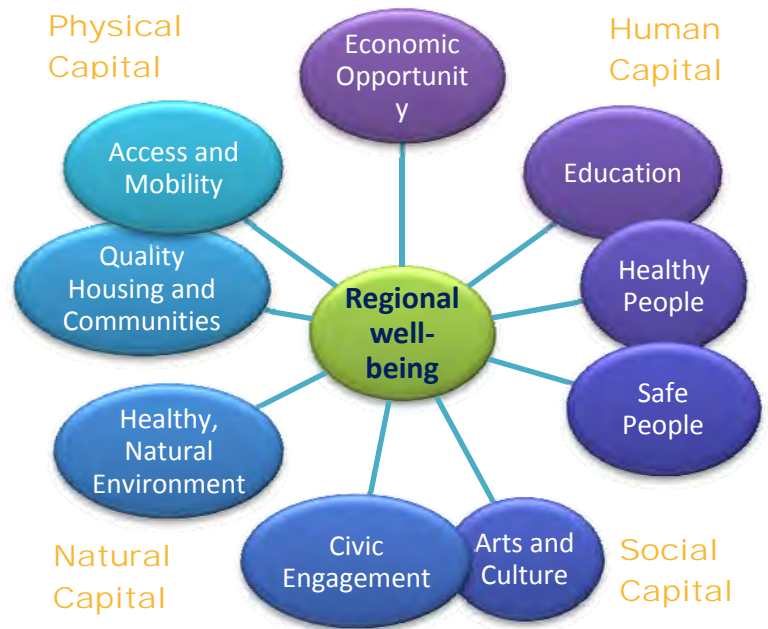 Physical
Capital
Economic
Opportunit
y
Human
Capital
Access and
Mobility
Education
Quality
Housing and
Communities
Healthy
People
Regional
well-
being
Safe
People
Healthy,
Natural
Environment
Civic
Engagement
Arts and
Culture
Natural
Capital
Social
Capital